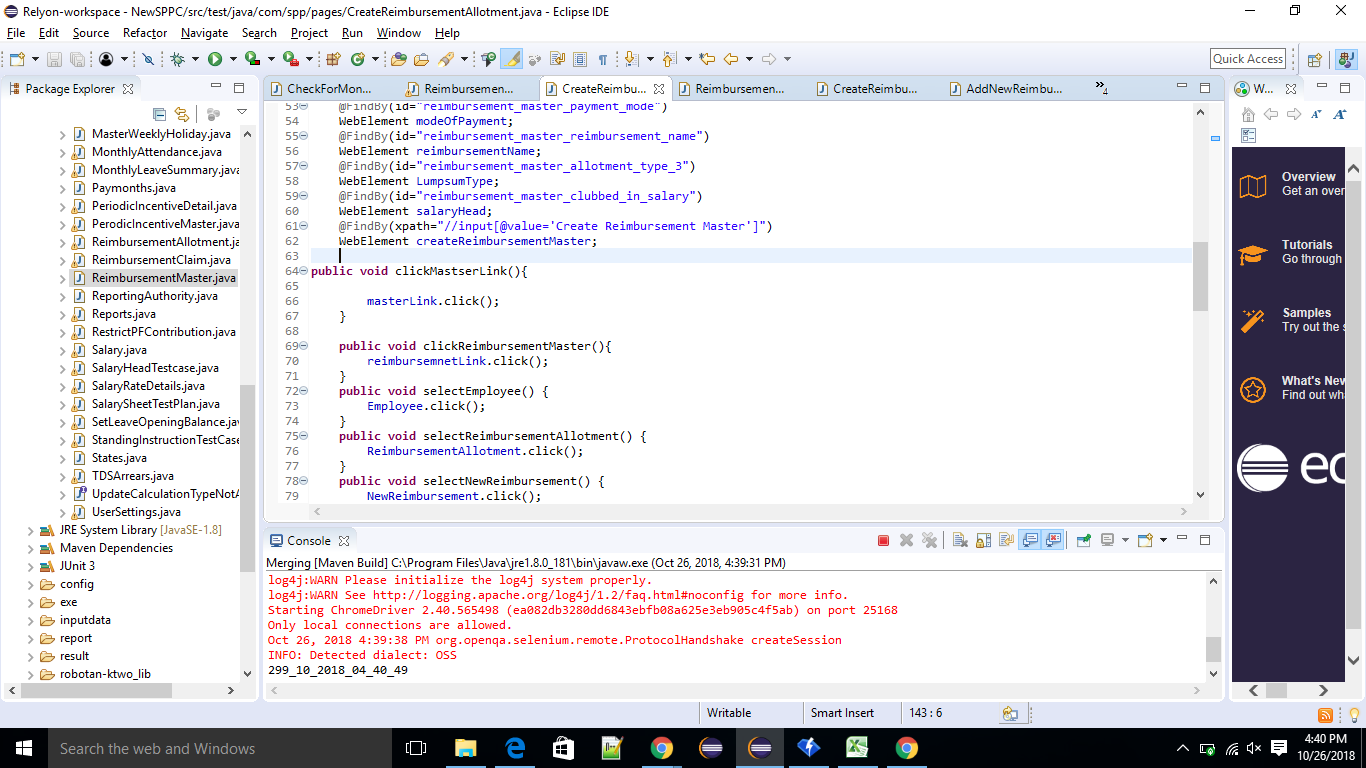 Relyon-workspace - NewSPPC/src/test/java/com/spp/pages/CreateReimbursementAllotment.java - Eclipse IDE
File Edit Source Refactor Navigate Search Project Run Window Help
Quick Access
Package Explorer
MasterWeeklyHoliday.java
MonthlyAttendance.java
MonthlyLeaveSummary.java
Paymonths.java
PeriodicIncentiveDetail.java
PerodicIncentiveMaster.java
ReimbursementAllotment.ja
ReimbursementClaim.java
ReimbursementMaster.java
ReportingAuthority.java
Reports.java
RestrictPFContribution.java
Salary.java
SalaryHeadTestcase.java
SalaryRateDetails.java
SalarySheetTestPlan.java
SetLeaveOpeningBalance.jav
StandingInstructionTestCase
States.java
TDSArrears.java
UpdateCalculationTypeNotA
UserSettings.java
JRE System Library [JavaSE-1.8]
Maven Dependencies
JUnit 3
config
exe
inputdata
report
result
robotan-ktwo_lib
CheckForMon... Reimbursemen... CreateReimbu... Reimbursemen... CreateReimbu... AddNewReimbu... »4
53 @FindBy(id="reimbursement_master_payment_mode")
54 WebElement modeOfPayment;
55 @FindBy(id="reimbursement_master_reimbursement_name")
56 WebElement reimbursementName;
57 @FindBy(id="reimbursement_master_allotment_type_3")
58 WebElement LumpsumType;
59 @FindBy(id="reimbursement_master_clubbed_in_salary")
60 WebElement salaryHead;
61 @FindBy(xpath="//input[@value='Create Reimbursement Master']")
62 WebElement createReimbursementMaster;
63
64 public void clickMastserLink(){
65
66 masterLink.click();
67 }
68
69 public void clickReimbursementMaster(){
70 reimbursemnetLink.click();
71 }
72 public void selectEmployee() {
73 Employee.click();
74 }
75 public void selectReimbursementAllotment() {
76 ReimbursementAllotment.click();
77 }
78 public void selectNewReimbursement() {
79 NewReimbursement.click();
Console
Merging [Maven Build] C:\Program Files\Java\jre1.8.0_181\bin\javaw.exe (Oct 26, 2018, 4:39:31 PM)
log4j:WARN Please initialize the log4j system properly.
log4j:WARN See http://logging.apache.org/log4j/1.2/faq.html#noconfig for more info.
Starting ChromeDriver 2.40.565498 (ea082db3280dd6843ebfb08a625e3eb905c4f5ab) on port 25168
Only local connections are allowed.
Oct 26, 2018 4:39:38 PM org.openqa.selenium.remote.ProtocolHandshake createSession
INFO: Detected dialect: OSS
299_10_2018_04_40_49
W...
Overview
Get an over
Tutorials
Go through
Samples
Try out the s
What's New
Find out wh
ec
Writable Smart Insert 143 : 6
Search the web and Windows
4:40 PM
10/26/2018